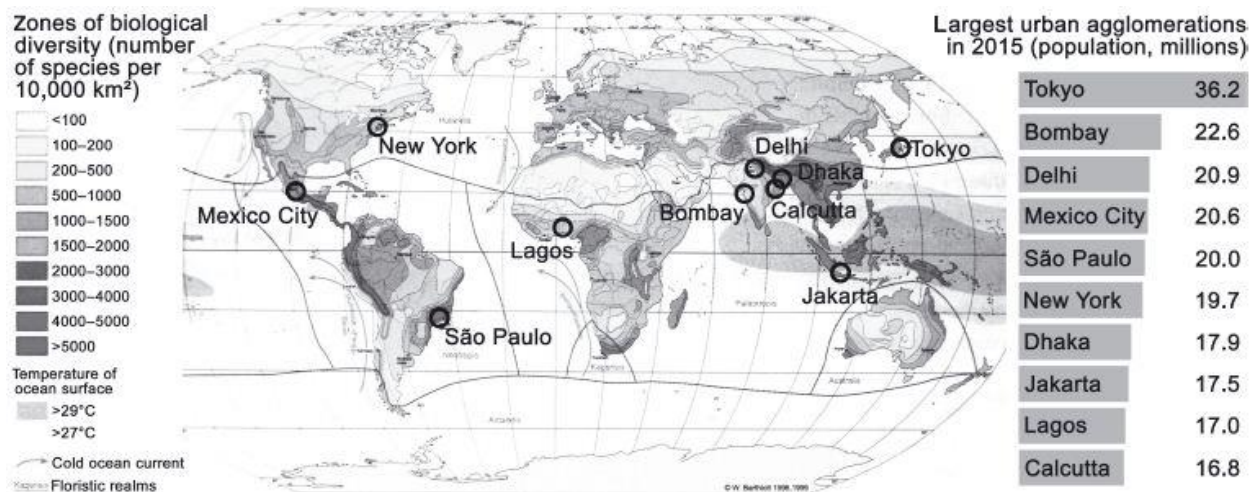 Zones of biological
diversity (number
of species per
10,000 km²)
<100
100–200
200–500
500–1000
1000–1500
1500–2000
2000–3000
3000–4000
4000–5000
>5000
Temperature of
ocean surface
>29°C
>27°C
Cold ocean current
Floristic realms
New York
Mexico City
São Paulo
Lagos
Delhi
Dhaka
Bombay
Calcutta
Tokyo
Jakarta
Largest urban agglomerations
in 2015 (population, millions)
Tokyo 36.2
Bombay 22.6
Delhi 20.9
Mexico City 20.6
São Paulo 20.0
New York 19.7
Dhaka 17.9
Jakarta 17.5
Lagos 17.0
Calcutta 16.8